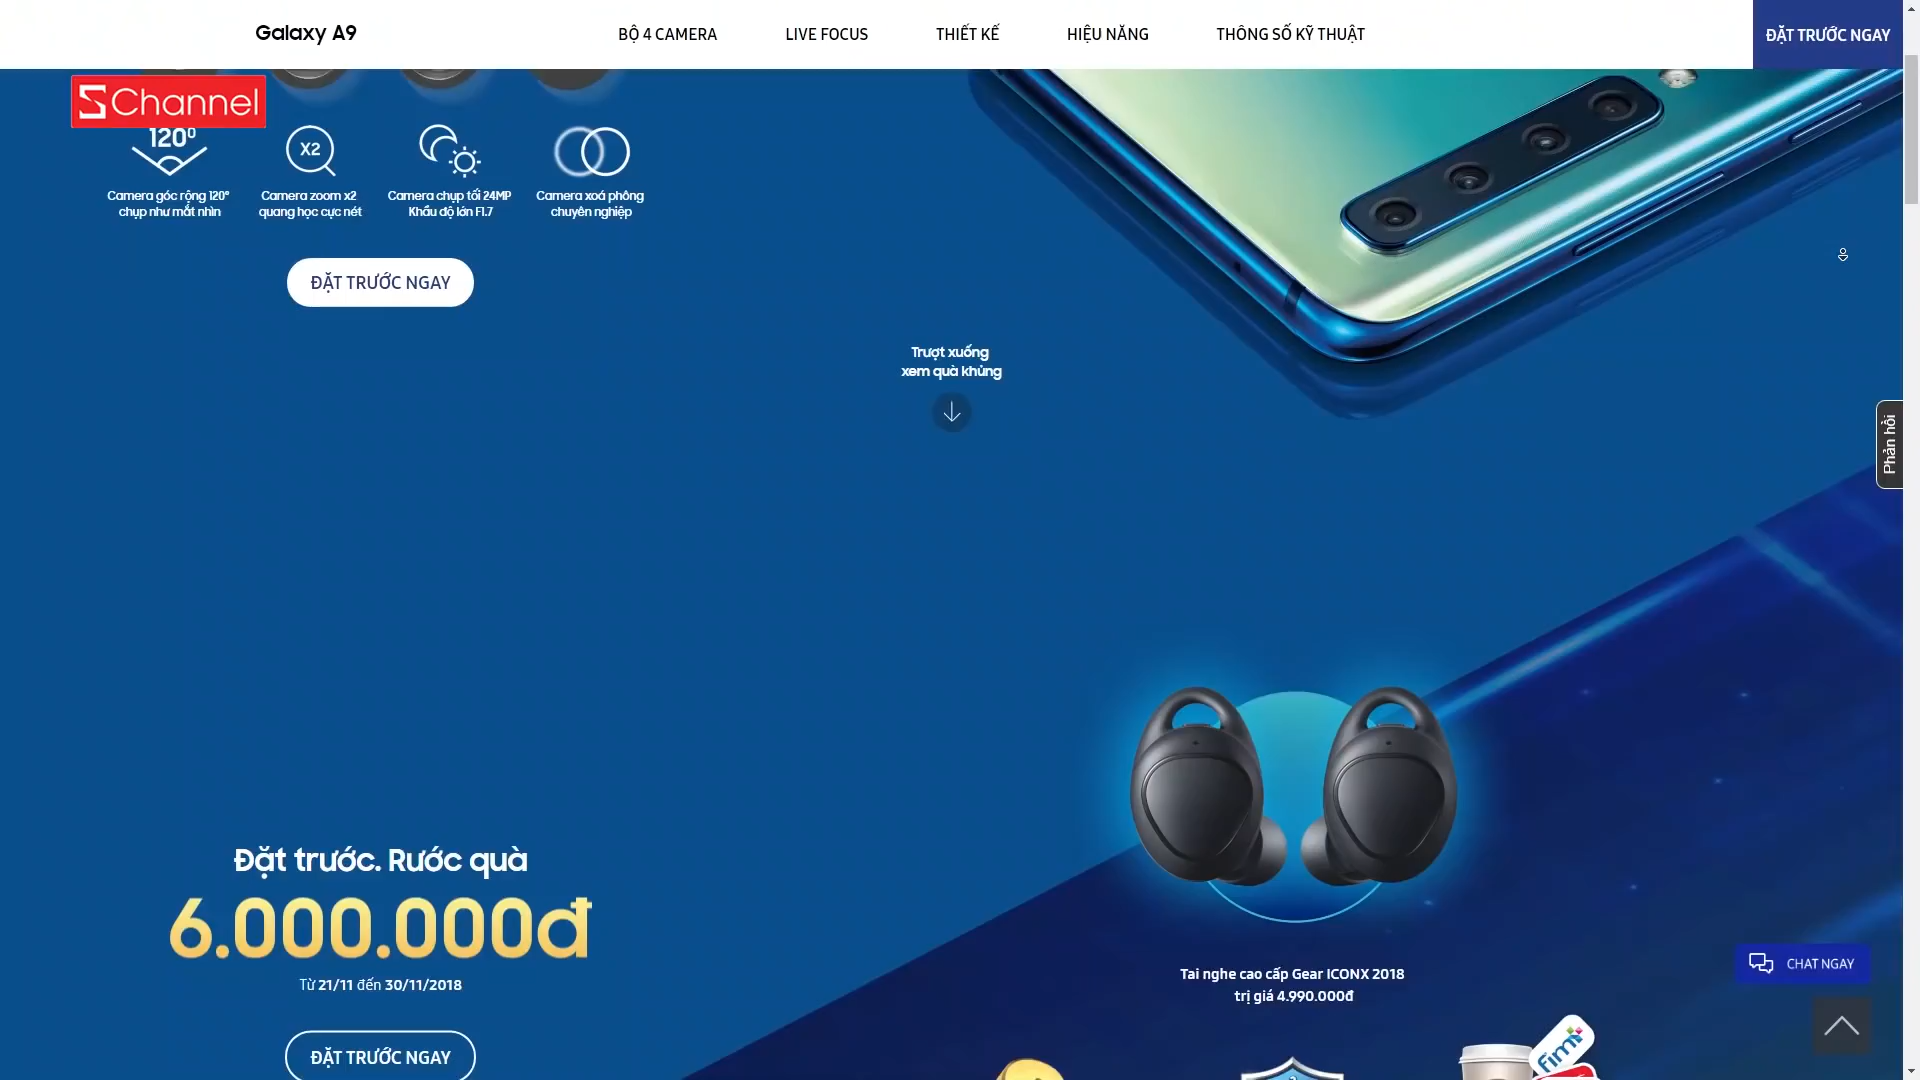 Galaxy A9
BỘ 4 CAMERA
LIVE FOCUS
THIẾT KẾ
HIỆU NĂNG
THÔNG SỐ KỸ THUẬT
ĐẶT TRƯỚC NGAY
SChannel
120⁰
X2
Camera góc rộng 120°
chụp như mắt nhìn
Camera zoom x2
quang học cực nét
Camera chụp tối 24MP
Khẩu độ lớn F1.7
Camera xoá phông
chuyên nghiệp
ĐẶT TRƯỚC NGAY
Trượt xuống
xem quà khủng
Phản hồi
Đặt trước. Rước quà
6.000.000đ
Từ 21/11 đến 30/11/2018
ĐẶT TRƯỚC NGAY
Tai nghe cao cấp Gear ICONX 2018
trị giá 4.990.000đ
CHAT NGAY
fimi